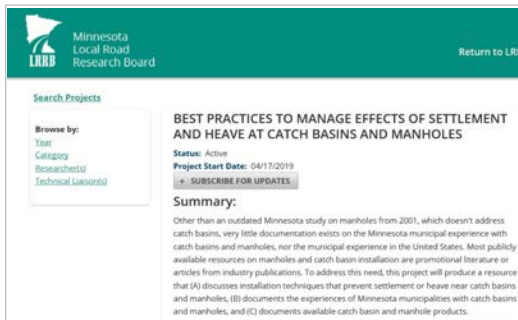 Minnesota
Local Road
Research Board
LRRB
Return to LR
Search Projects
Browse by:
Year
Category
Researcher(s)
Technical Liaison(s)
BEST PRACTICES TO MANAGE EFFECTS OF SETTLEMENT
AND HEAVE AT CATCH BASINS AND MANHOLES
Status: Active
Project Start Date: 04/17/2019
+ SUBSCRIBE FOR UPDATES
Summary:
Other than an outdated Minnesota study on manholes from 2001, which doesn't address
catch basins, very little documentation exists on the Minnesota municipal experience with
catch basins and manholes, nor the municipal experience in the United States. Most publicly
available resources on manholes and catch basin installation are promotional literature or
articles from industry publications. To address this need, this project will produce a resource
that (A) discusses installation techniques that prevent settlement or heave near catch basins
and manholes, (B) documents the experiences of Minnesota municipalities with catch basins
and manholes, and (C) documents available catch basin and manhole products.